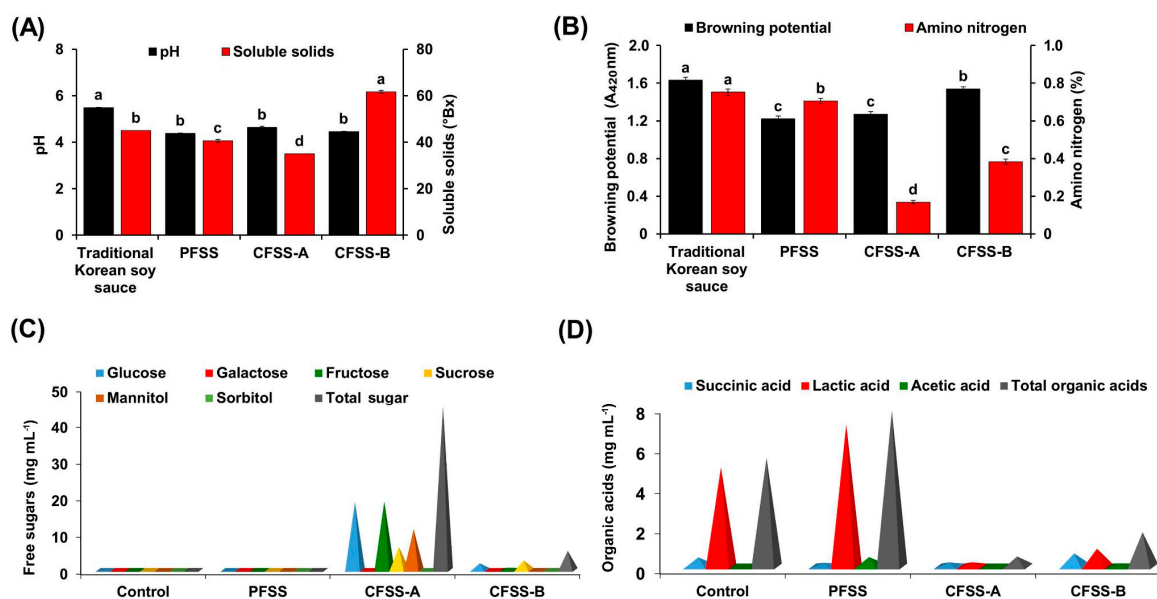 (A)
pH
Soluble solids
8
6
4
2
0
pH
80
60
40
20
0
Soluble solids (°Bx)
a
b
b
c
b
d
b
a
Traditional
Korean soy
sauce
PFSS
CFSS-A
CFSS-B
(B)
Browning potential
Amino nitrogen
2.0
1.6
1.2
0.8
0.4
0
Browning potential (A420nm)
1.0
0.8
0.6
0.4
0.2
0
Amino nitrogen (%)
a
a
c
b
c
d
b
c
Traditional
Korean soy
sauce
PFSS
CFSS-A
CFSS-B
(C)
Glucose
Galactose
Fructose
Sucrose
Mannitol
Sorbitol
Total sugar
50
40
30
20
10
0
Free sugars (mg mL-1)
Control
PFSS
CFSS-A
CFSS-B
(D)
Succinic acid
Lactic acid
Acetic acid
Total organic acids
8
6
4
2
0
Organic acids (mg mL-1)
Control
PFSS
CFSS-A
CFSS-B